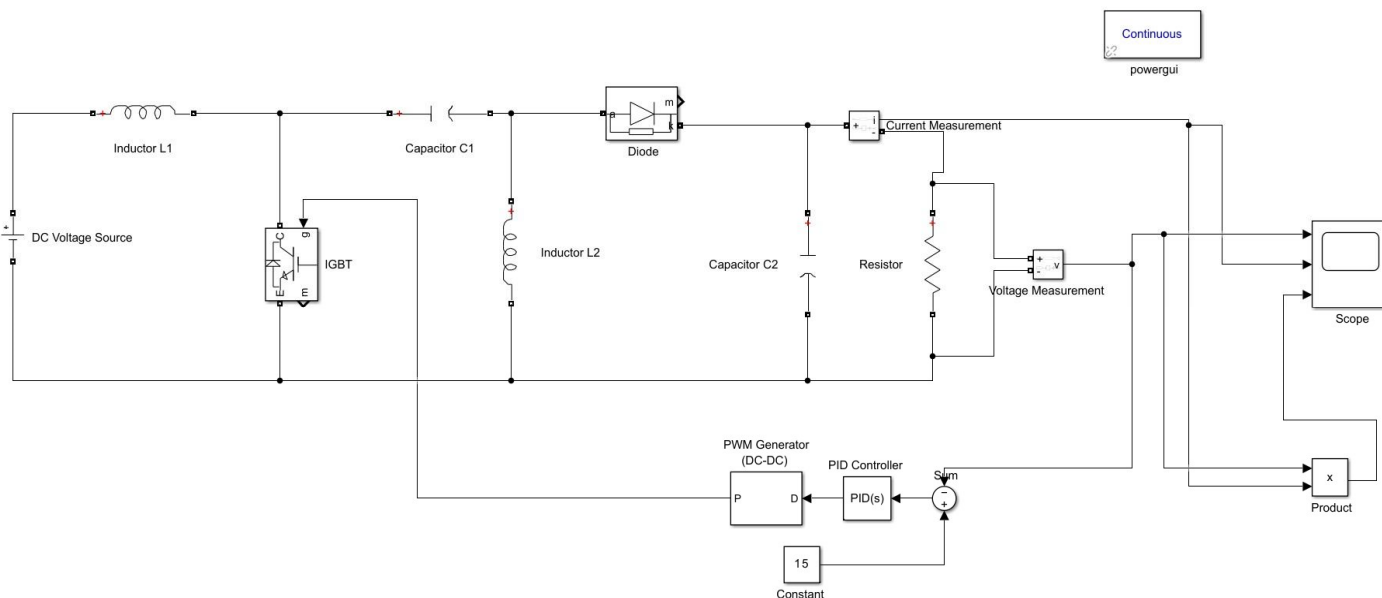 Continuous
powergui
m
a
k
Diode
i
+
-
Current Measurement
Inductor L1
Capacitor C1
+
DC Voltage Source
C
g
IGBT
E
m
Inductor L2
Capacitor C2
Resistor
+
-
v
Voltage Measurement
Scope
PWM Generator
(DC-DC)
P
D
PID Controller
PID(s)
Sum
−
+
x
Product
15
Constant